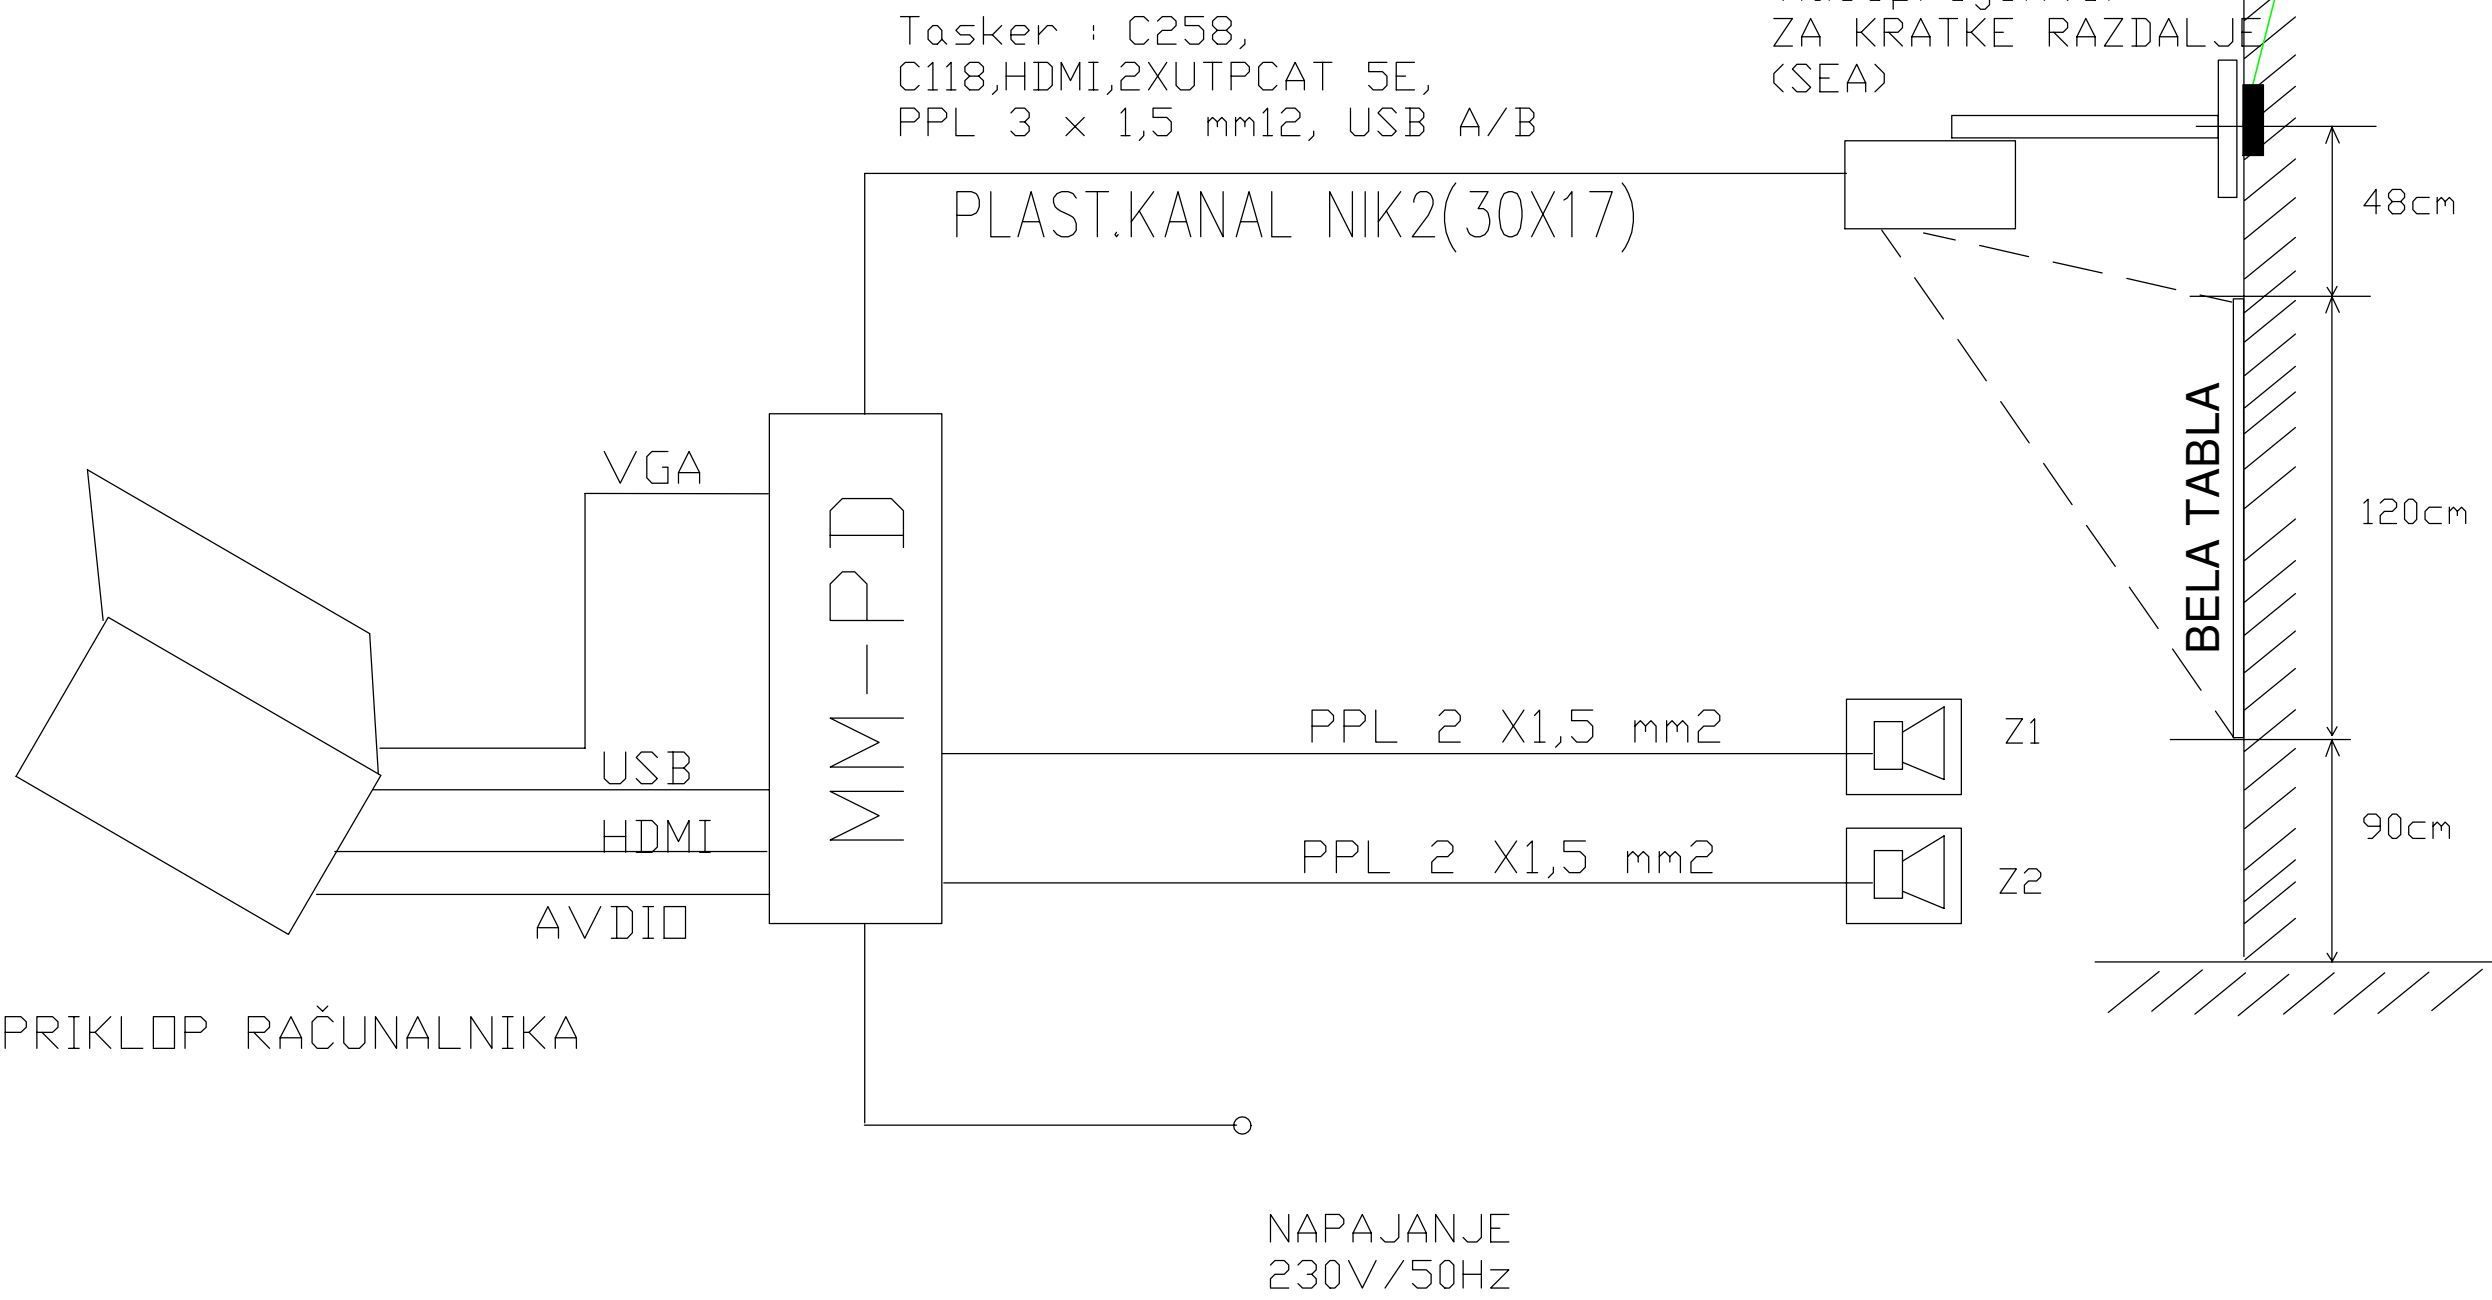 Tasker : C258,
C118,HDMI,2XUTPCAT 5E,
PPL 3 x 1,5 mm12, USB A/B
ZA KRATKE RAZDALJE
(SEA)
PLAST.KANAL NIK2(30X17)
48cm
VGA
MM-PD
BELA TABLA
120cm
USB
HDMI
AVDIO
PPL 2 X1,5 mm2
Z1
PPL 2 X1,5 mm2
Z2
90cm
PRIKLOP RAČUNALNIKA
NAPAJANJE
230V/50Hz